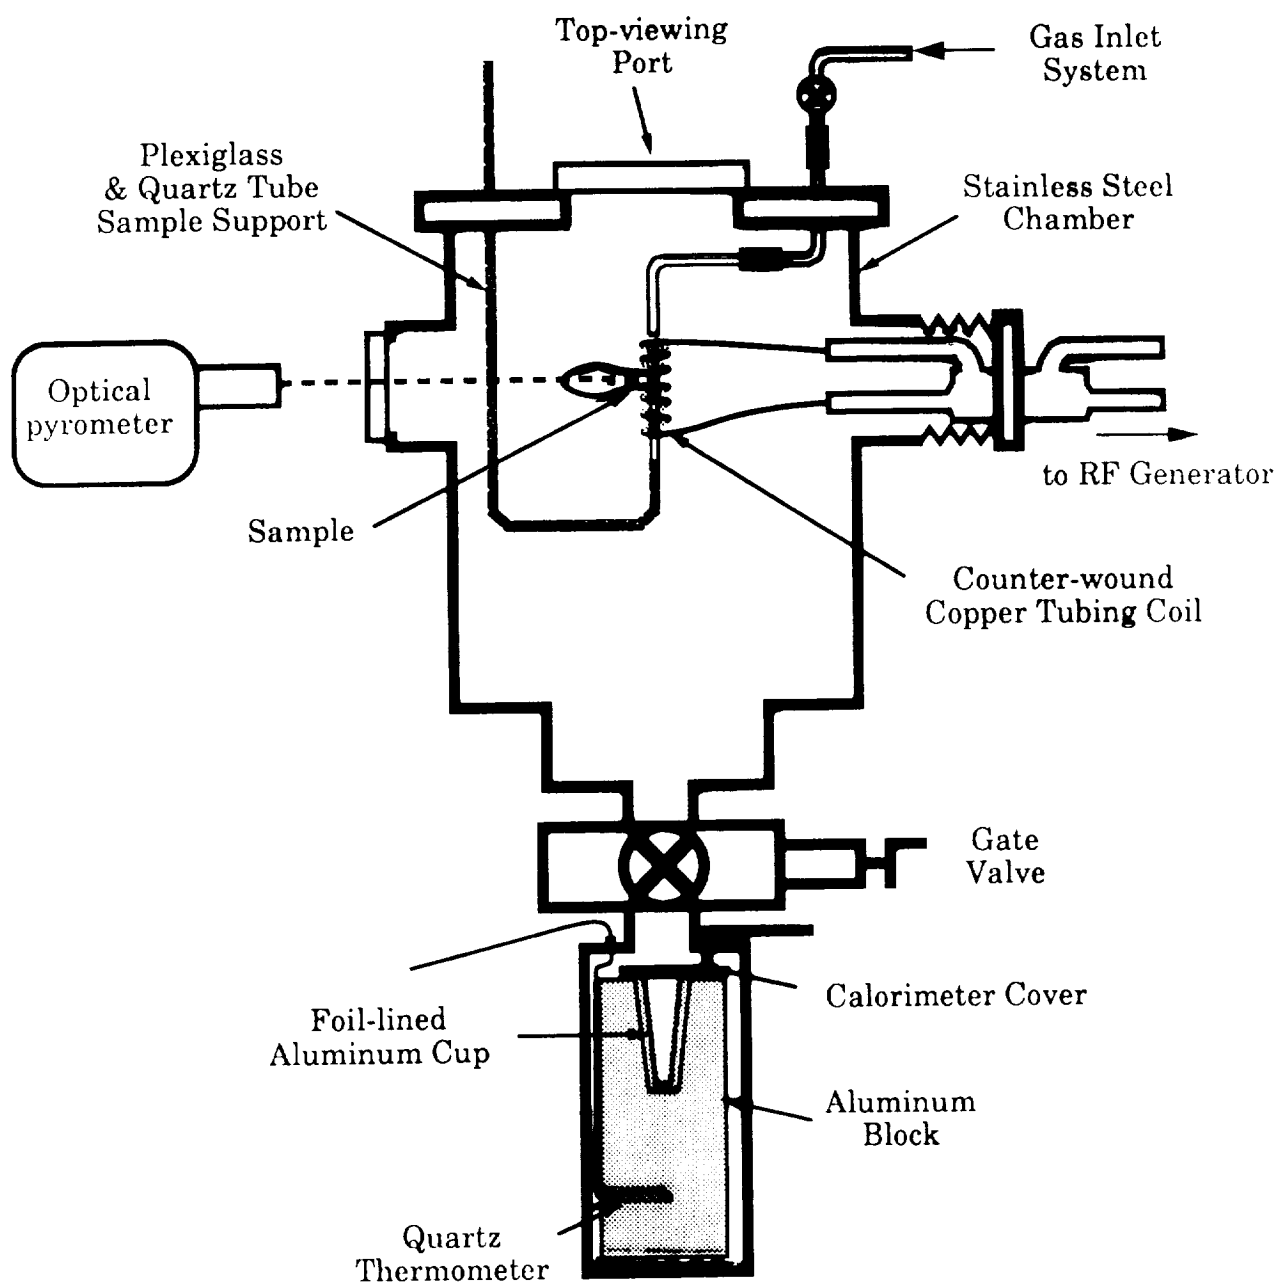 Top-viewing
Port
Gas Inlet
System
Plexiglass
& Quartz Tube
Sample Support
Stainless Steel
Chamber
Optical
pyrometer
to RF Generator
Sample
Counter-wound
Copper Tubing Coil
Gate
Valve
Calorimeter Cover
Foil-lined
Aluminum Cup
Aluminum
Block
Quartz
Thermometer